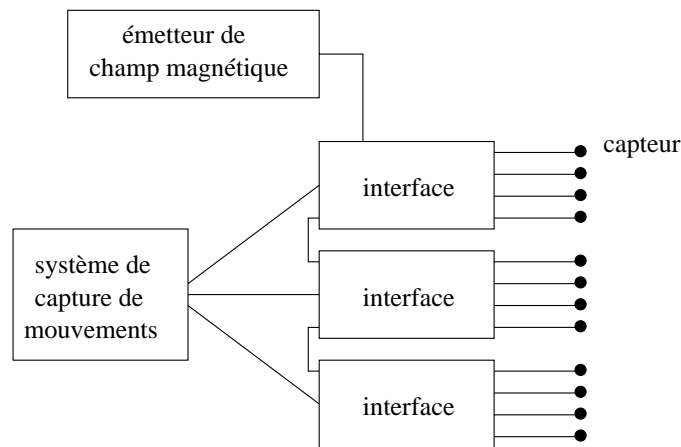 émetteur de
champ magnétique
capteur
interface
système de
capture de
mouvements
interface
interface